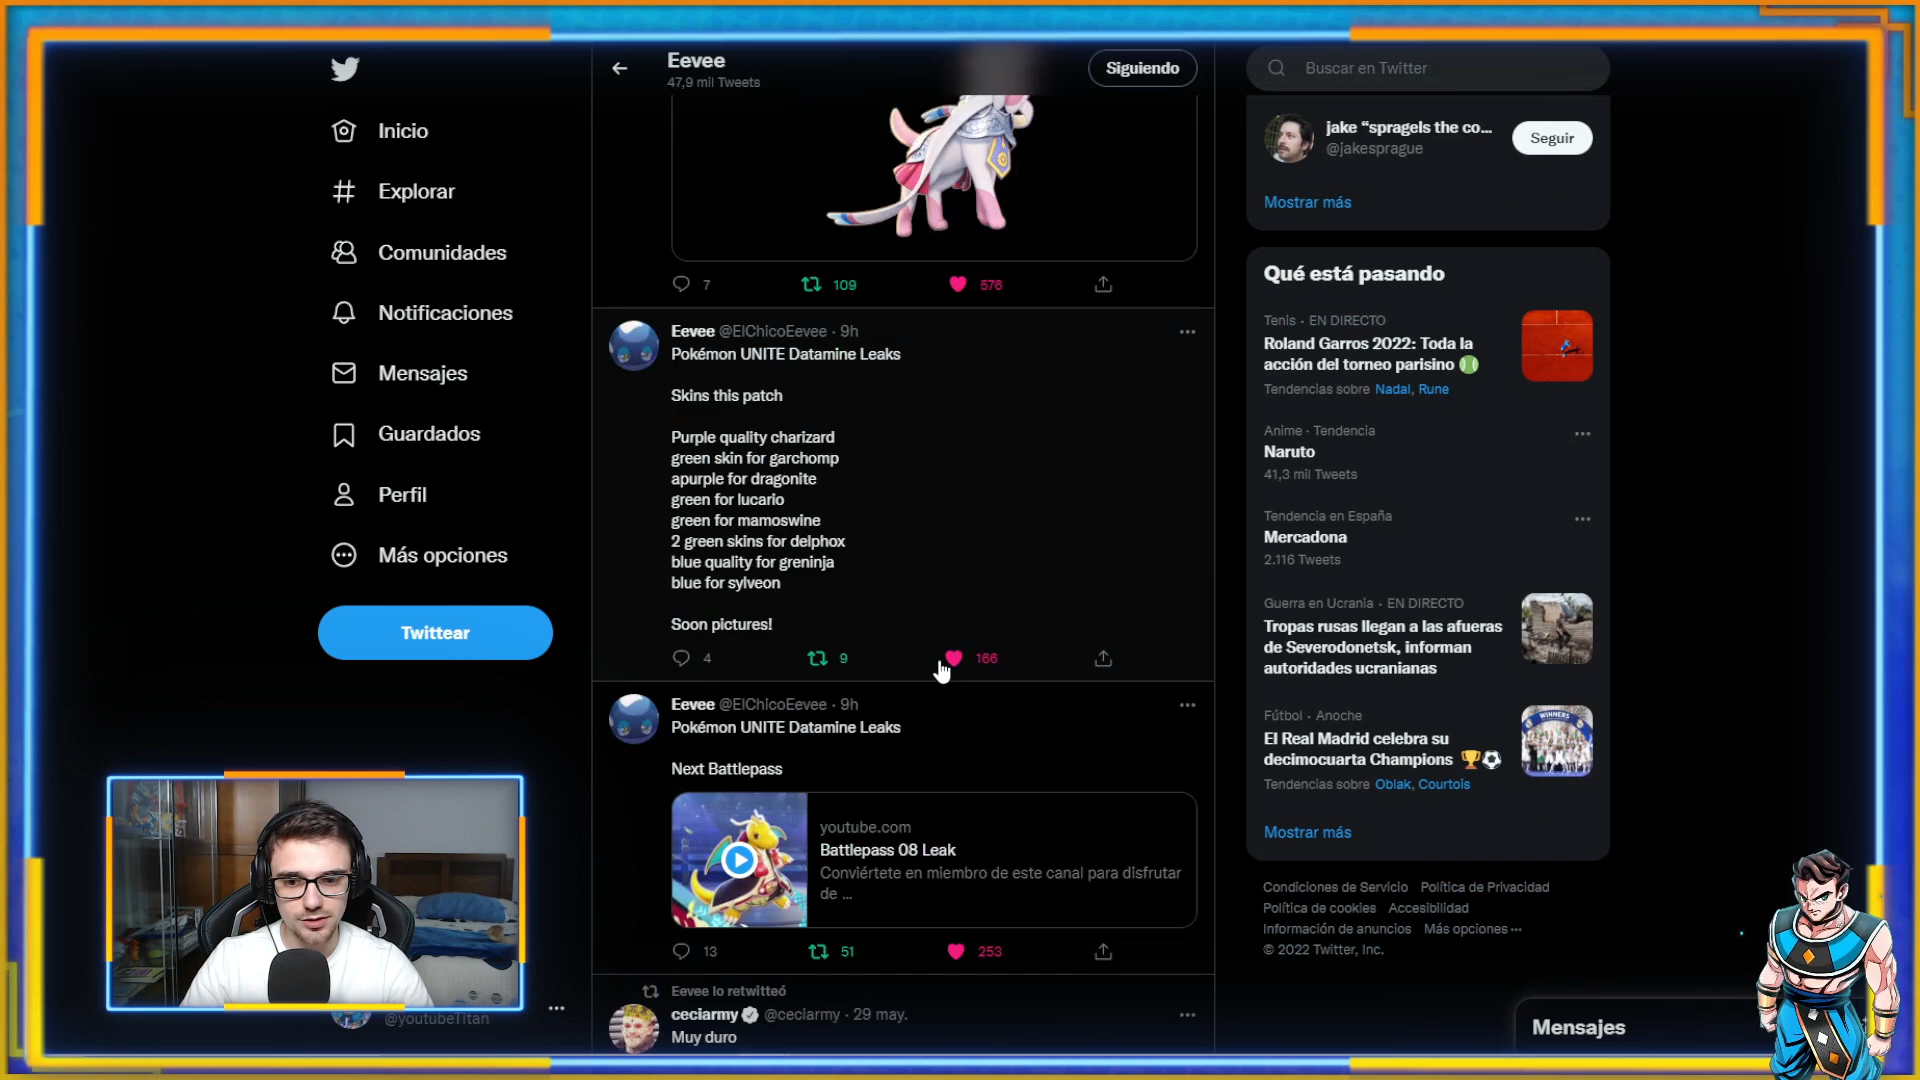 Inicio
Explorar
Comunidades
Notificaciones
Mensajes
Guardados
Perfil
Más opciones
Twittear
@youtubeTitan
Eevee
47,9 mil Tweets
Siguiendo
7
109
576
Eevee @ElChicoEevee · 9h
Pokémon UNITE Datamine Leaks
Skins this patch
Purple quality charizard
green skin for garchomp
apurple for dragonite
green for lucario
green for mamoswine
2 green skins for delphox
blue quality for greninja
blue for sylveon
Soon pictures!
4
9
166
Eevee @ElChicoEevee · 9h
Pokémon UNITE Datamine Leaks
Next Battlepass
youtube.com
Battlepass 08 Leak
Conviértete en miembro de este canal para disfrutar
de ...
13
51
253
Eevee lo retwitteó
ceciarmy @ceciarmy · 29 may.
Muy duro
Buscar en Twitter
jake “spragels the co...
@jakesprague
Seguir
Mostrar más
Qué está pasando
Tenis · EN DIRECTO
Roland Garros 2022: Toda la
acción del torneo parisino
Tendencias sobre Nadal, Rune
Anime · Tendencia
Naruto
41,3 mil Tweets
Tendencia en España
Mercadona
2.116 Tweets
Guerra en Ucrania · EN DIRECTO
Tropas rusas llegan a las afueras
de Severodonetsk, informan
autoridades ucranianas
Fútbol · Anoche
El Real Madrid celebra su
decimocuarta Champions
Tendencias sobre Oblak, Courtois
WINNERS
Mostrar más
Condiciones de Servicio Política de Privacidad
Política de cookies Accesibilidad
Información de anuncios Más opciones ···
© 2022 Twitter, Inc.
Mensajes